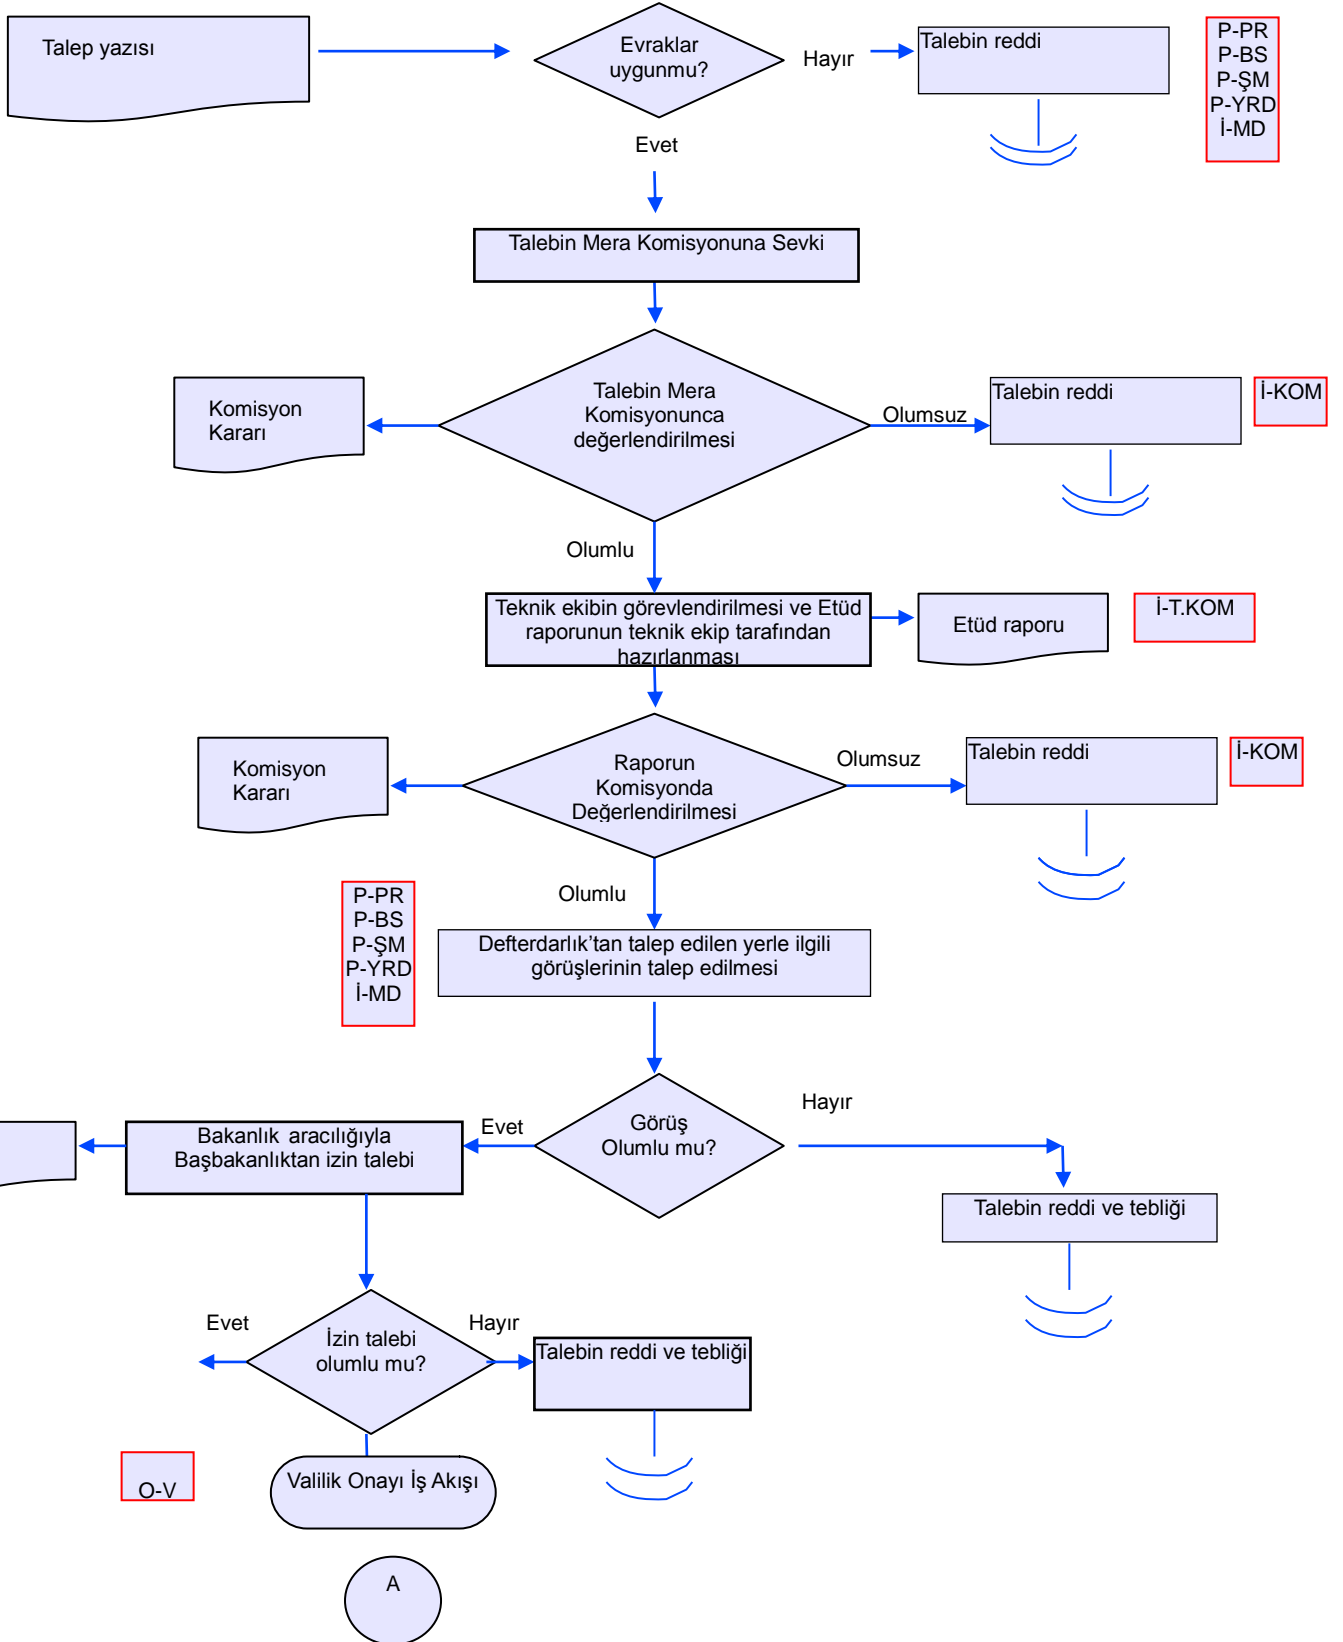 Talep yazısı
Evraklar
uygunmu?
Hayır
Talebin reddi
P-PR
P-BS
P-ŞM
P-YRD
İ-MD
Evet
Talebin Mera Komisyonuna Sevki
Komisyon
Kararı
Talebin Mera
Komisyonunca
değerlendirilmesi
Olumsuz
Talebin reddi
İ-KOM
Olumlu
Teknik ekibin görevlendirilmesi ve Etüd
raporunun teknik ekip tarafından
hazırlanması
Etüd raporu
İ-T.KOM
Komisyon
Kararı
Raporun
Komisyonda
Değerlendirilmesi
Olumsuz
Talebin reddi
İ-KOM
Olumlu
P-PR
P-BS
P-ŞM
P-YRD
İ-MD
Defterdarlık’tan talep edilen yerle ilgili
görüşlerinin talep edilmesi
Bakanlık aracılığıyla
Başbakanlıktan izin talebi
Evet
Görüş
Olumlu mu?
Hayır
Talebin reddi ve tebliği
Evet
İzin talebi
olumlu mu?
Hayır
Talebin reddi ve tebliği
O-V
Valilik Onayı İş Akışı
A